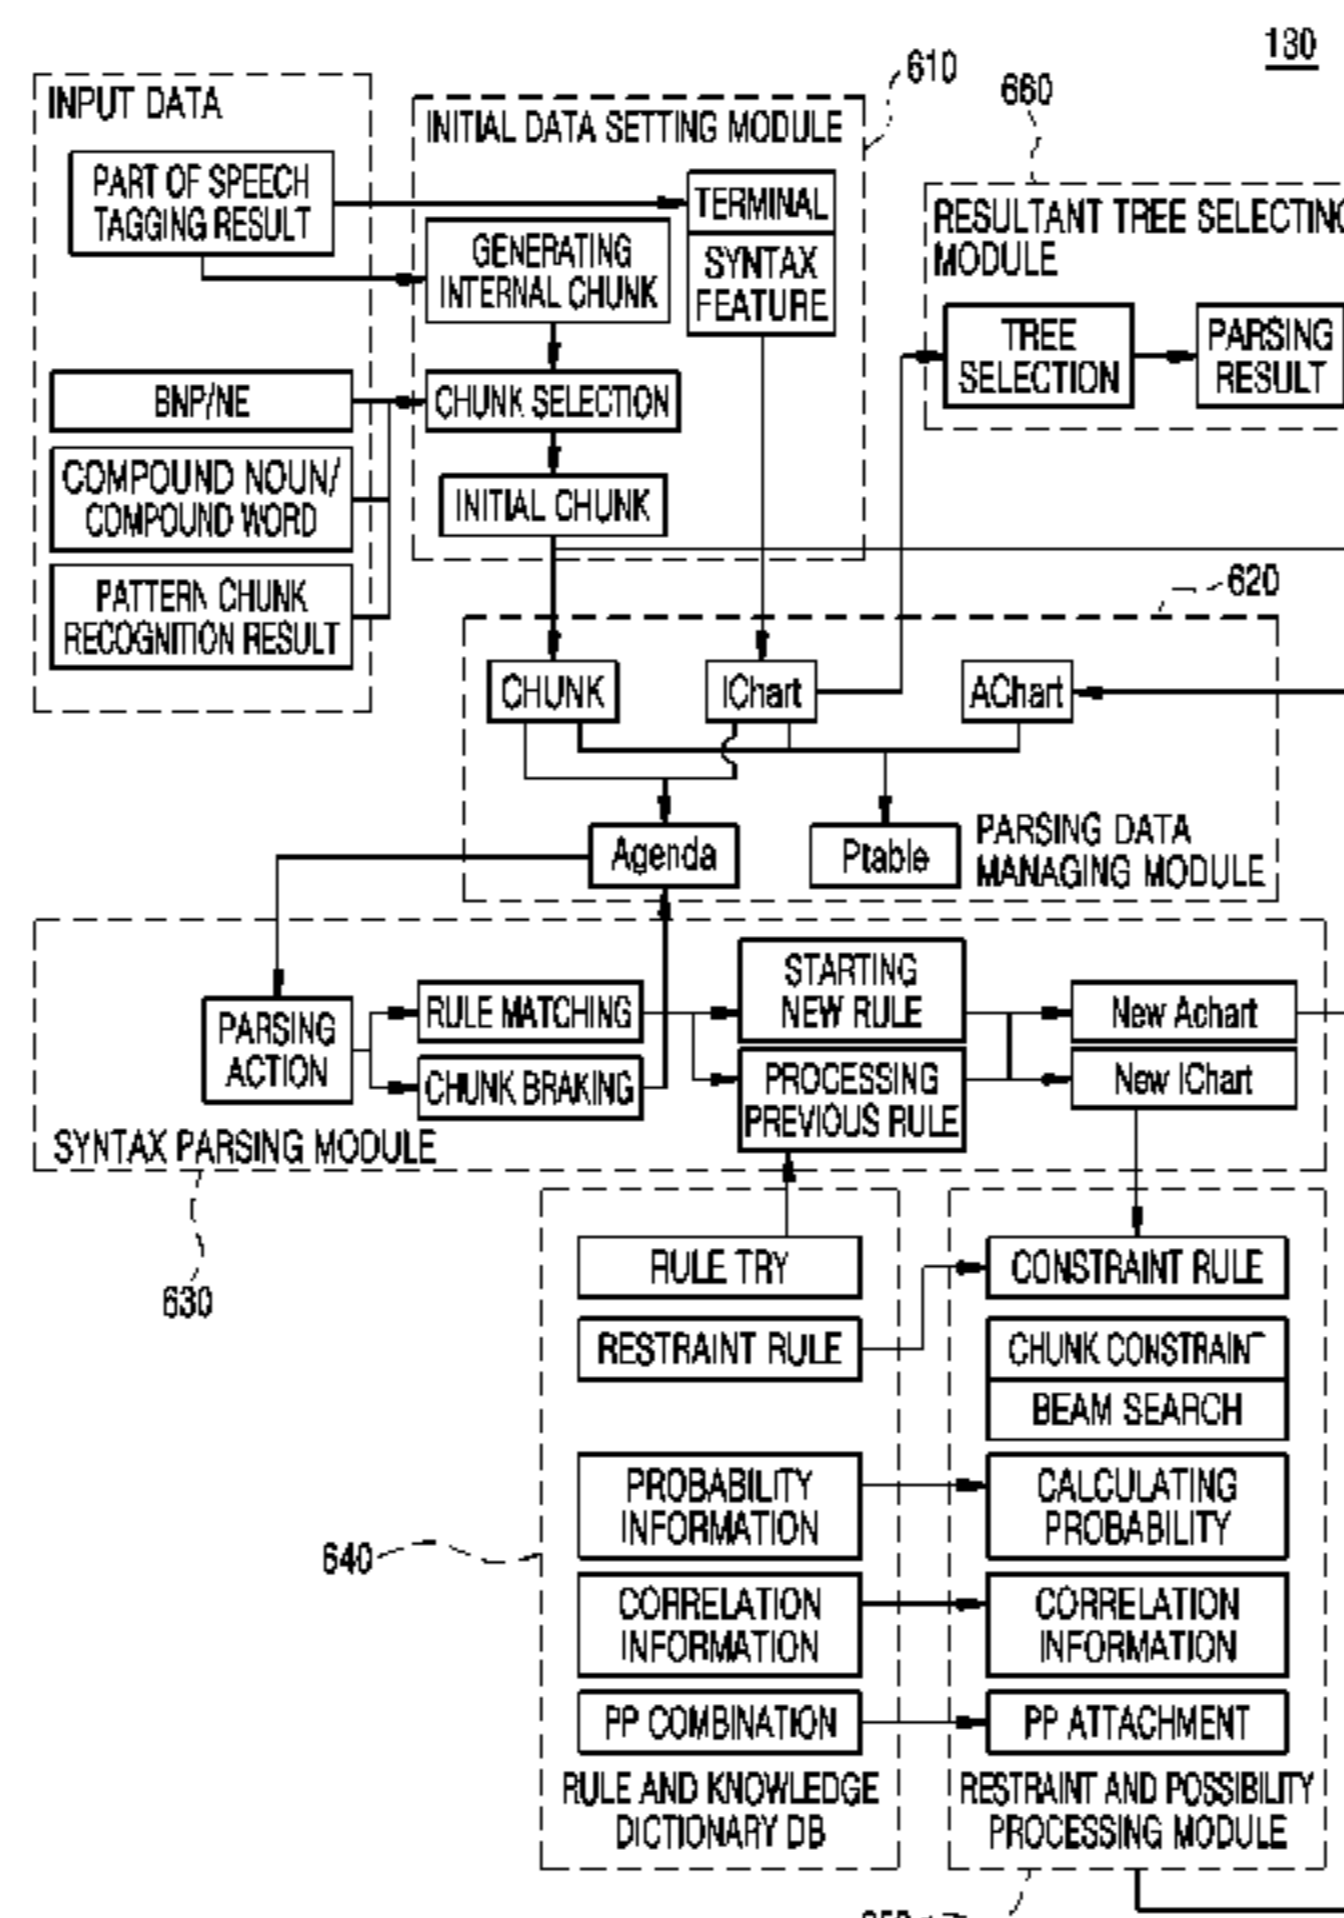 130
610
660
INPUT DATA
INITIAL DATA SETTING MODULE
PART OF SPEECH
TAGGING RESULT
TERMINAL
SYNTAX
FEATURE
GENERATING
INTERNAL CHUNK
RESULTANT TREE SELECTING
MODULE
TREE
SELECTION
PARSING
RESULT
BNP/NE
CHUNK SELECTION
COMPOUND NOUN/
COMPOUND WORD
INITIAL CHUNK
PATTERN CHUNK
RECOGNITION RESULT
620
CHUNK
IChart
AChart
Agenda
Ptable
PARSING DATA
MANAGING MODULE
PARSING
ACTION
RULE MATCHING
CHUNK BRAKING
STARTING
NEW RULE
PROCESSING
PREVIOUS RULE
New Achart
New IChart
SYNTAX PARSING MODULE
630
RULE TRY
CONSTRAINT RULE
RESTRAINT RULE
CHUNK CONSTRAINT
BEAM SEARCH
PROBABILITY
INFORMATION
CALCULATING
PROBABILITY
640
CORRELATION
INFORMATION
CORRELATION
INFORMATION
PP COMBINATION
PP ATTACHMENT
RULE AND KNOWLEDGE
DICTIONARY DB
RESTRAINT AND POSSIBILITY
PROCESSING MODULE